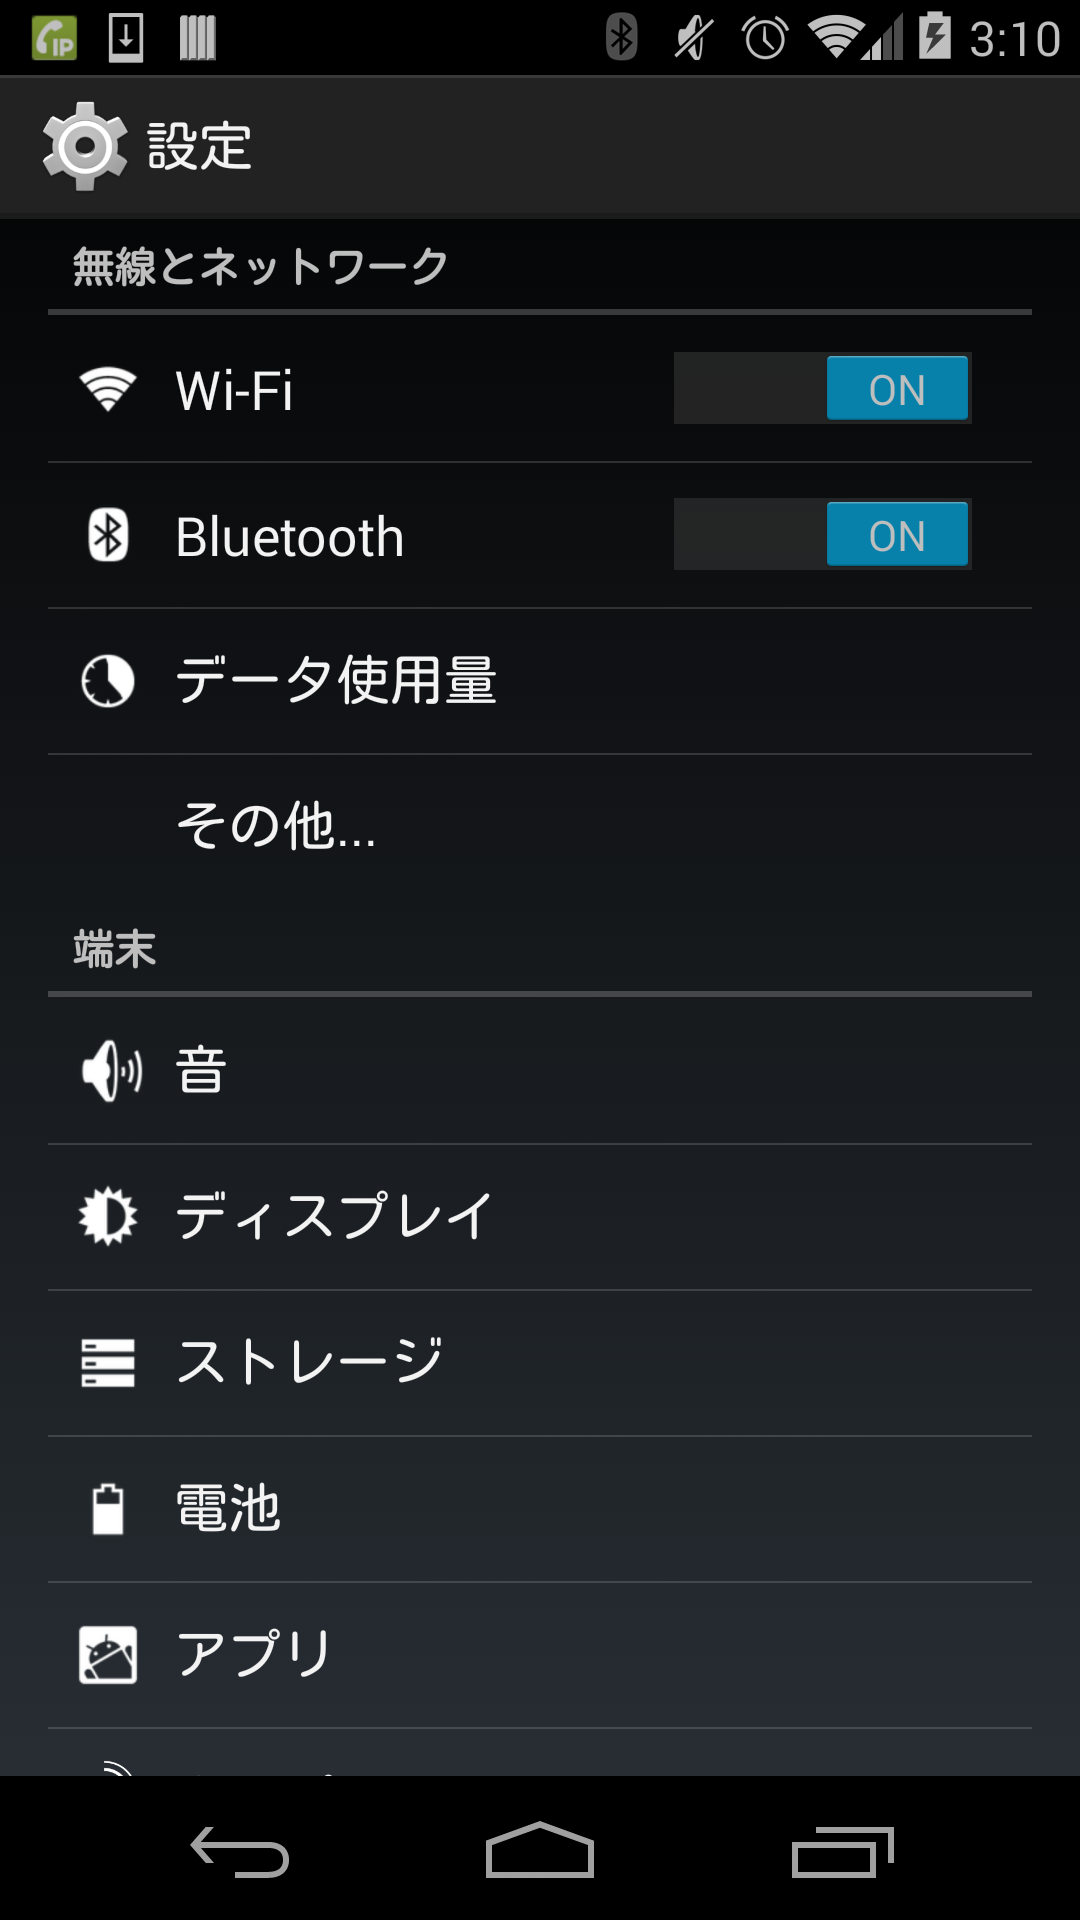 IP
3:10
設定
無線とネットワーク
Wi-Fi
ON
Bluetooth
ON
データ使用量
その他...
端末
音
ディスプレイ
ストレージ
電池
アプリ